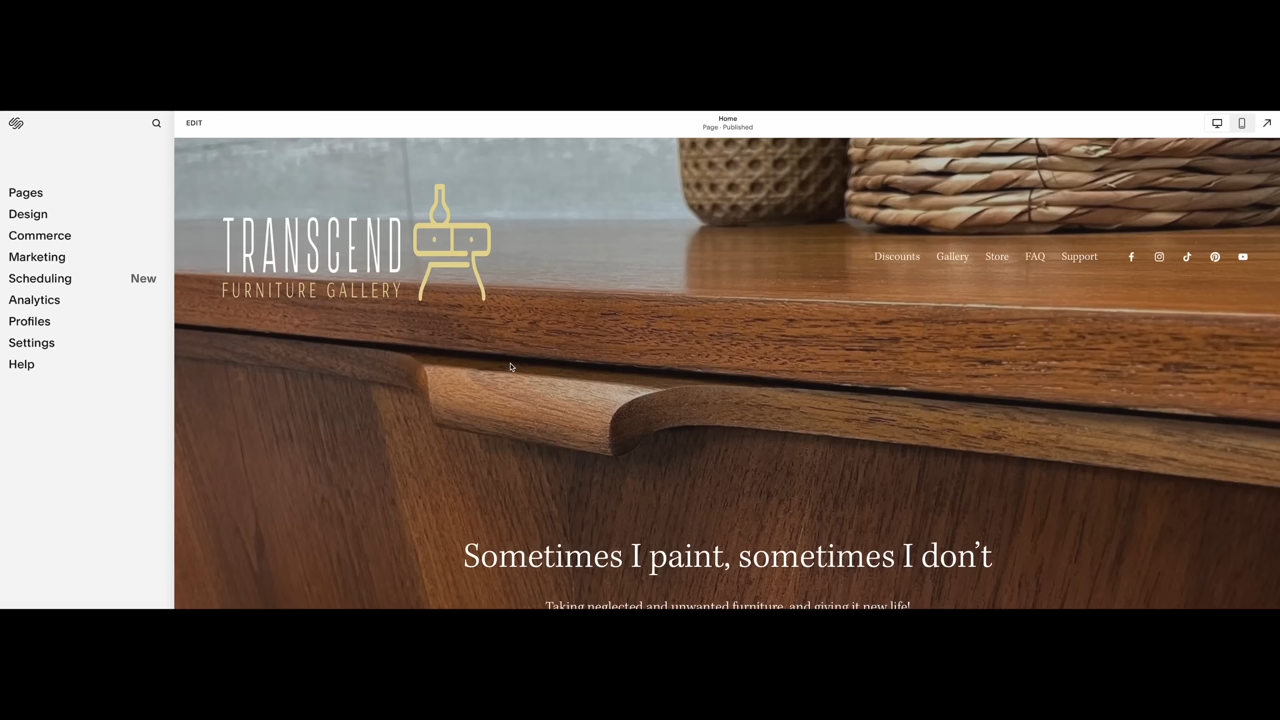 EDIT
Home
Page · Published
Pages
Design
Commerce
Marketing
Scheduling New
Analytics
Profiles
Settings
Help
TRANSCEND
FURNITURE GALLERY
Discounts Gallery Store FAQ Support
Sometimes I paint, sometimes I don't
Taking neglected and unwanted furniture, and giving it new life!